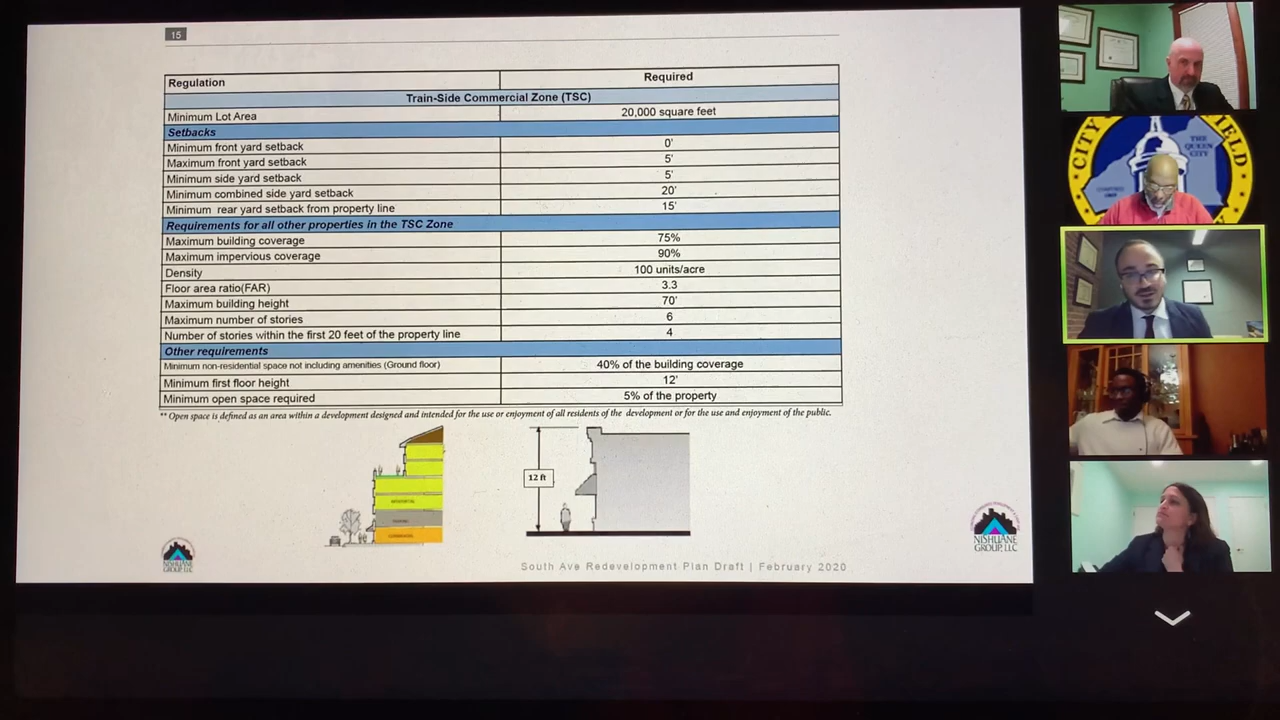 15
Regulation Required
Train-Side Commercial Zone (TSC)
Minimum Lot Area 20,000 square feet
Setbacks
Minimum front yard setback 0'
Maximum front yard setback 5'
Minimum side yard setback 5'
Minimum combined side yard setback 20'
Minimum rear yard setback from property line 15'
Requirements for all other properties in the TSC Zone
Maximum building coverage 75%
Maximum impervious coverage 90%
Density 100 units/acre
Floor area ratio(FAR) 3.3
Maximum building height 70'
Maximum number of stories 6
Number of stories within the first 20 feet of the property line 4
Other requirements
Minimum non-residential space not including amenities (Ground floor) 40% of the building coverage
Minimum first floor height 12'
Minimum open space required 5% of the property
** Open space is defined as an area within a development designed and intended for the use or enjoyment of all residents of the development or for the use and enjoyment of the public.
12 ft
NISHUANE
GROUP, LLC
NISHUANE
GROUP, LLC
South Ave Redevelopment Plan Draft | February 2020
CITY
THE
QUEEN
CITY